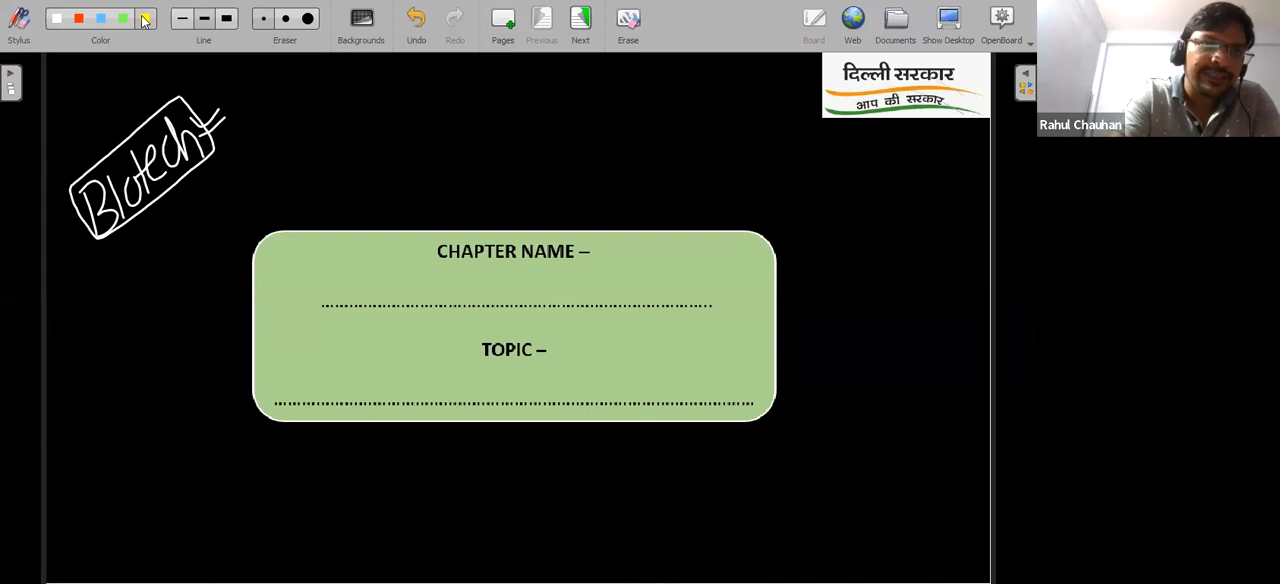 Stylus
Color
Line
Eraser
Backgrounds
Undo
Redo
Pages
Previous
Next
Erase
Board
Web
Documents
Show Desktop
OpenBoard
Rahul Chauhan
दिल्ली सरकार
आप की सरकार
Biotech
CHAPTER NAME –
TOPIC –